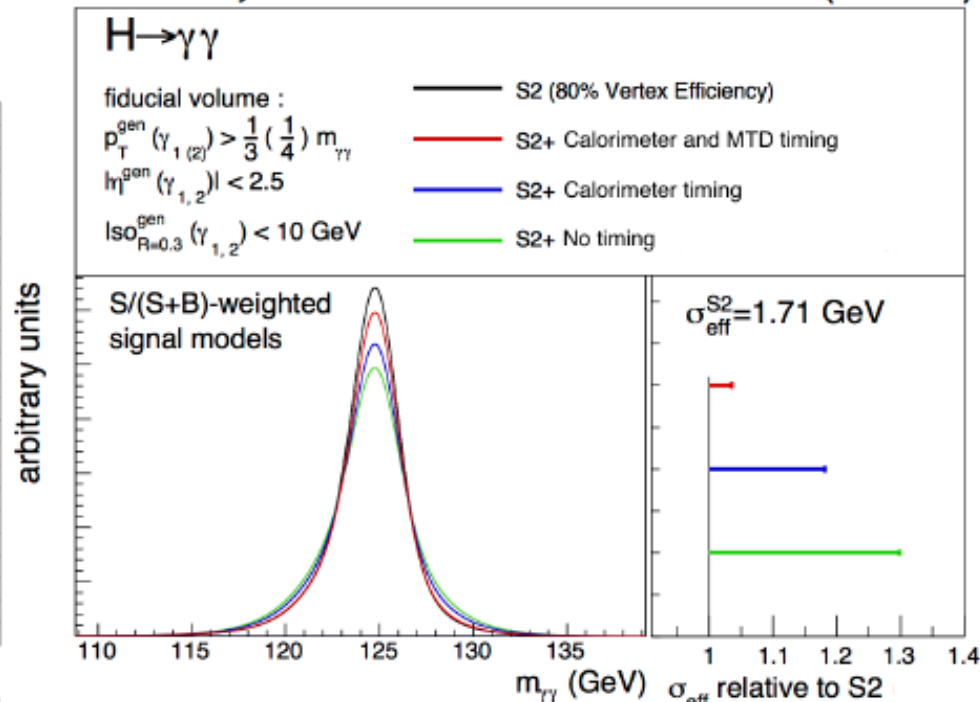 H→γγ
fiducial volume :
p_T^gen (γ_1 (2)) > 1/3 ( 1/4 ) m_γγ
|η^gen (γ_1, 2)| < 2.5
Iso_R=0.3^gen (γ_1, 2) < 10 GeV
S2 (80% Vertex Efficiency)
S2+ Calorimeter and MTD timing
S2+ Calorimeter timing
S2+ No timing
S/(S+B)-weighted
signal models
σ_eff^S2=1.71 GeV
arbitrary units
110 115 120 125 130 135
1 1.1 1.2 1.3 1.4
m_γγ (GeV)
σ_eff relative to S2